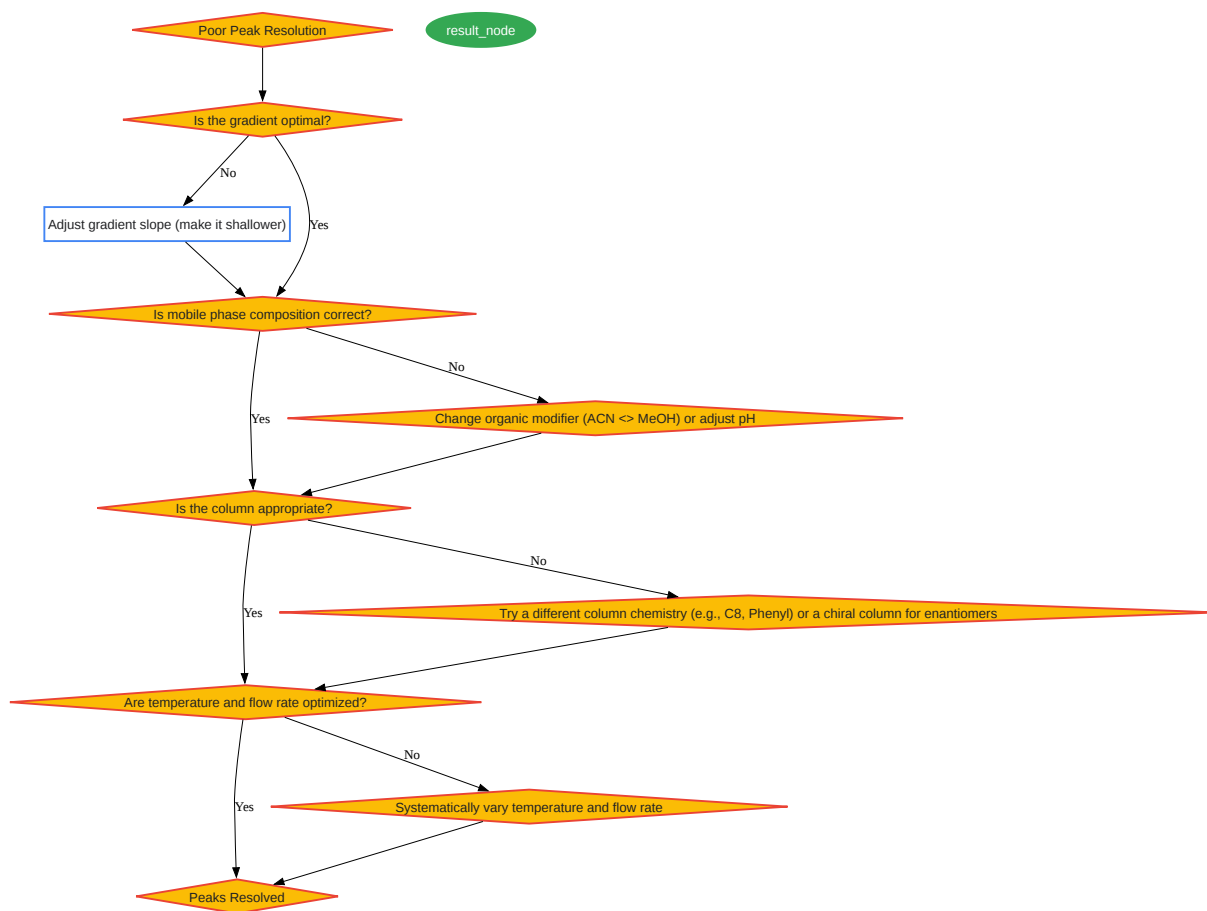 Poor Peak Resolution
result_node
Is the gradient optimal?
No
Adjust gradient slope (make it shallower)
Yes
Is mobile phase composition correct?
No
Yes
Change organic modifier (ACN <> MeOH) or adjust pH
Is the column appropriate?
No
Yes
Try a different column chemistry (e.g., C8, Phenyl) or a chiral column for enantiomers
Are temperature and flow rate optimized?
No
Yes
Systematically vary temperature and flow rate
Peaks Resolved